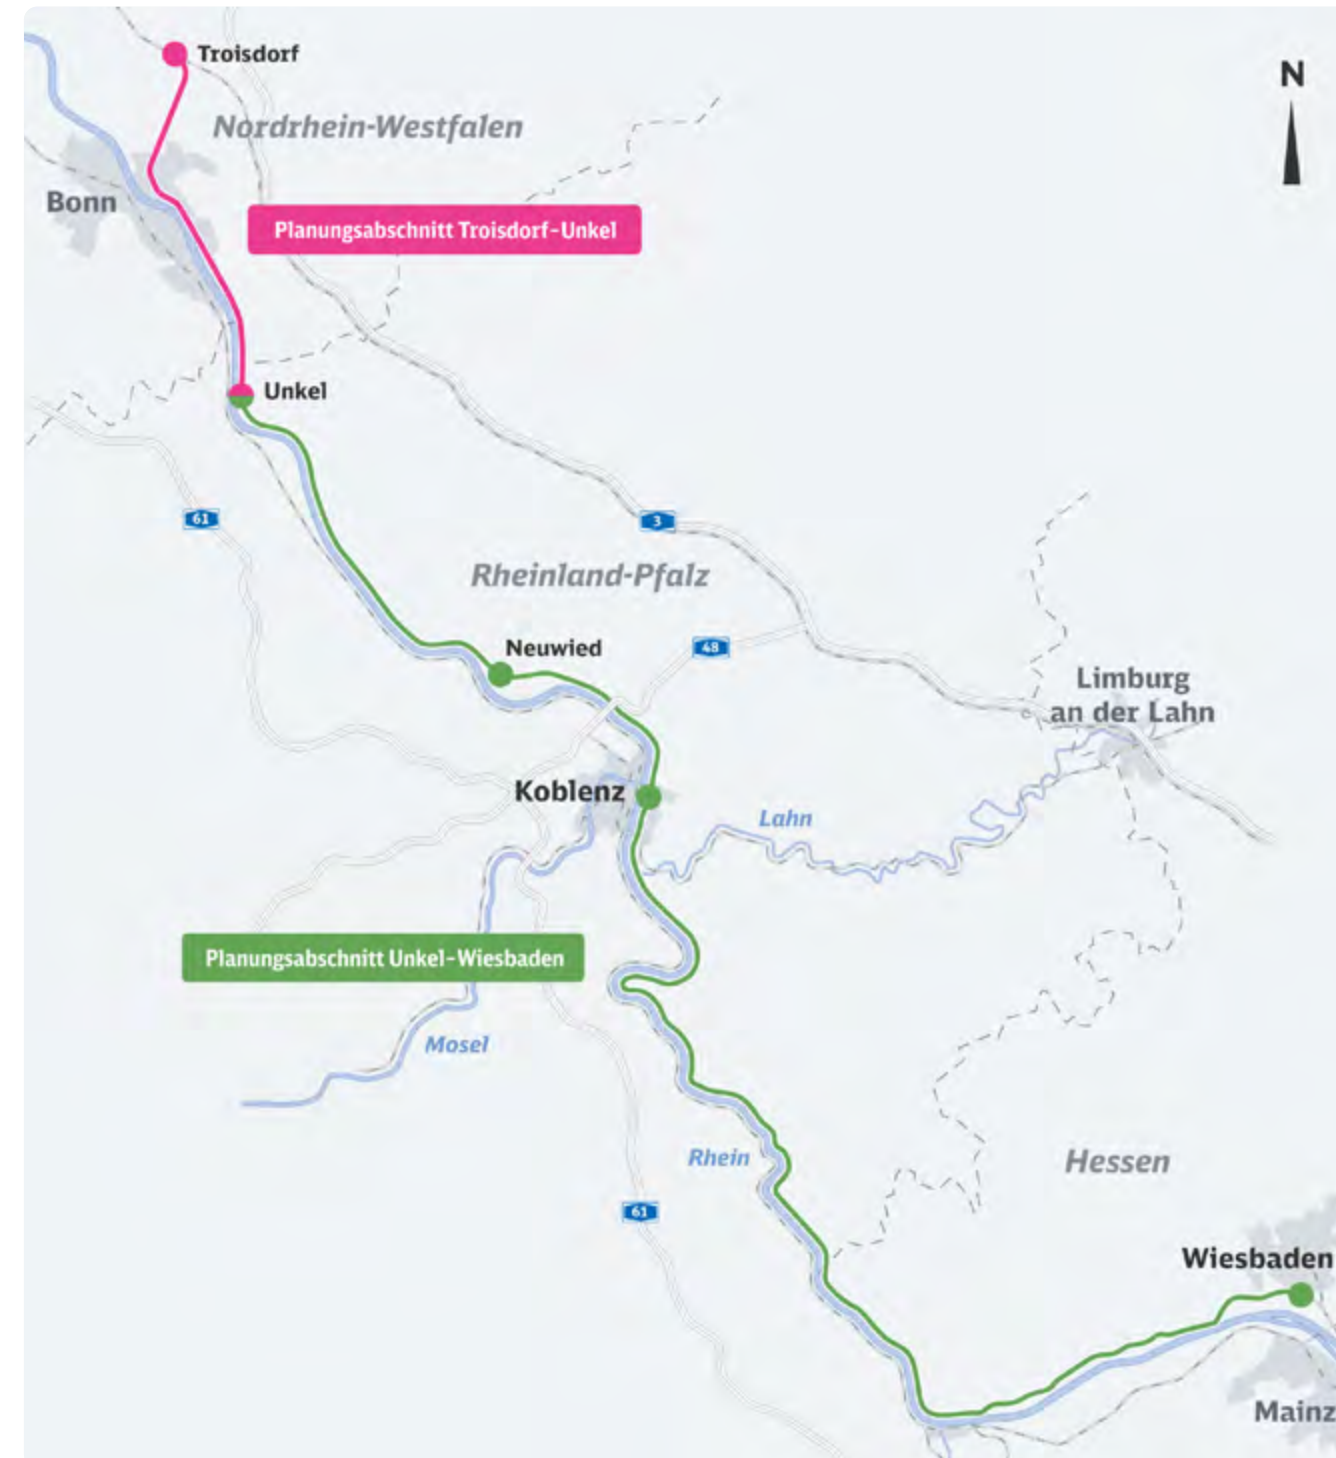 Troisdorf
N
Nordrhein-Westfalen
Bonn
Planungsabschnitt Troisdorf-Unkel
Unkel
61
3
Rheinland-Pfalz
Neuwied
48
Limburg
an der Lahn
Koblenz
Lahn
Planungsabschnitt Unkel-Wiesbaden
Mosel
Rhein
Hessen
61
Wiesbaden
Mainz